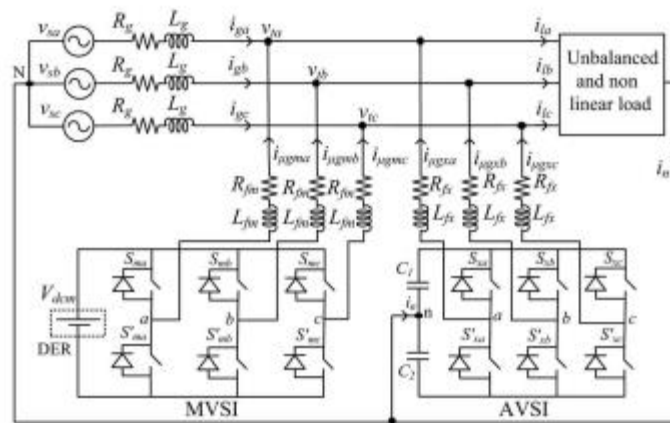 v_sa R_g L_g i_ga v_ta i_la
N v_sb R_g L_g i_gb v_tb i_lb
v_sc R_g L_g i_gc v_tc i_lc
Unbalanced
and non
linear load
i_μgma i_μgmb i_μgmc i_μgxa i_μgxb i_μgxc i_n
R_fm R_fm R_fm R_fx R_fx R_fx
L_fm L_fm L_fm L_fx L_fx L_fx
S_ma S_mb S_mc C_1 S_xa S_xb S_xc
V_dcm
a b c i_n n a b c
DER
S'_ma S'_mb S'_mc C_2 S'_xa S'_xb S'_xc
MVSI AVSI